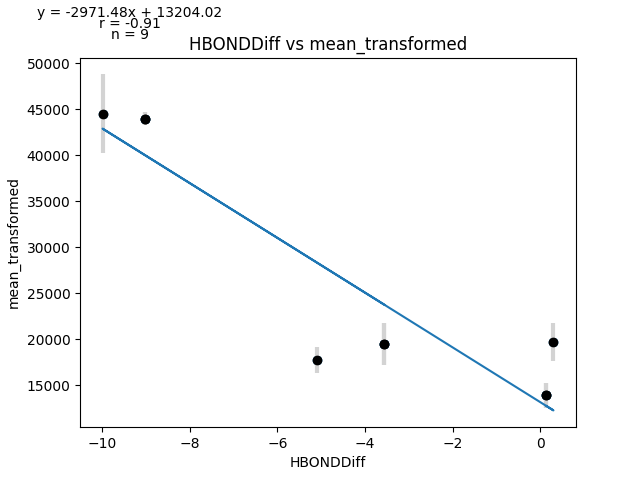 y = -2971.48x + 13204.02
r = -0.91
n = 9
HBONDDiff vs mean_transformed
50000
45000
40000
35000
30000
25000
20000
15000
mean_transformed
−10
−8
−6
−4
−2
0
HBONDDiff